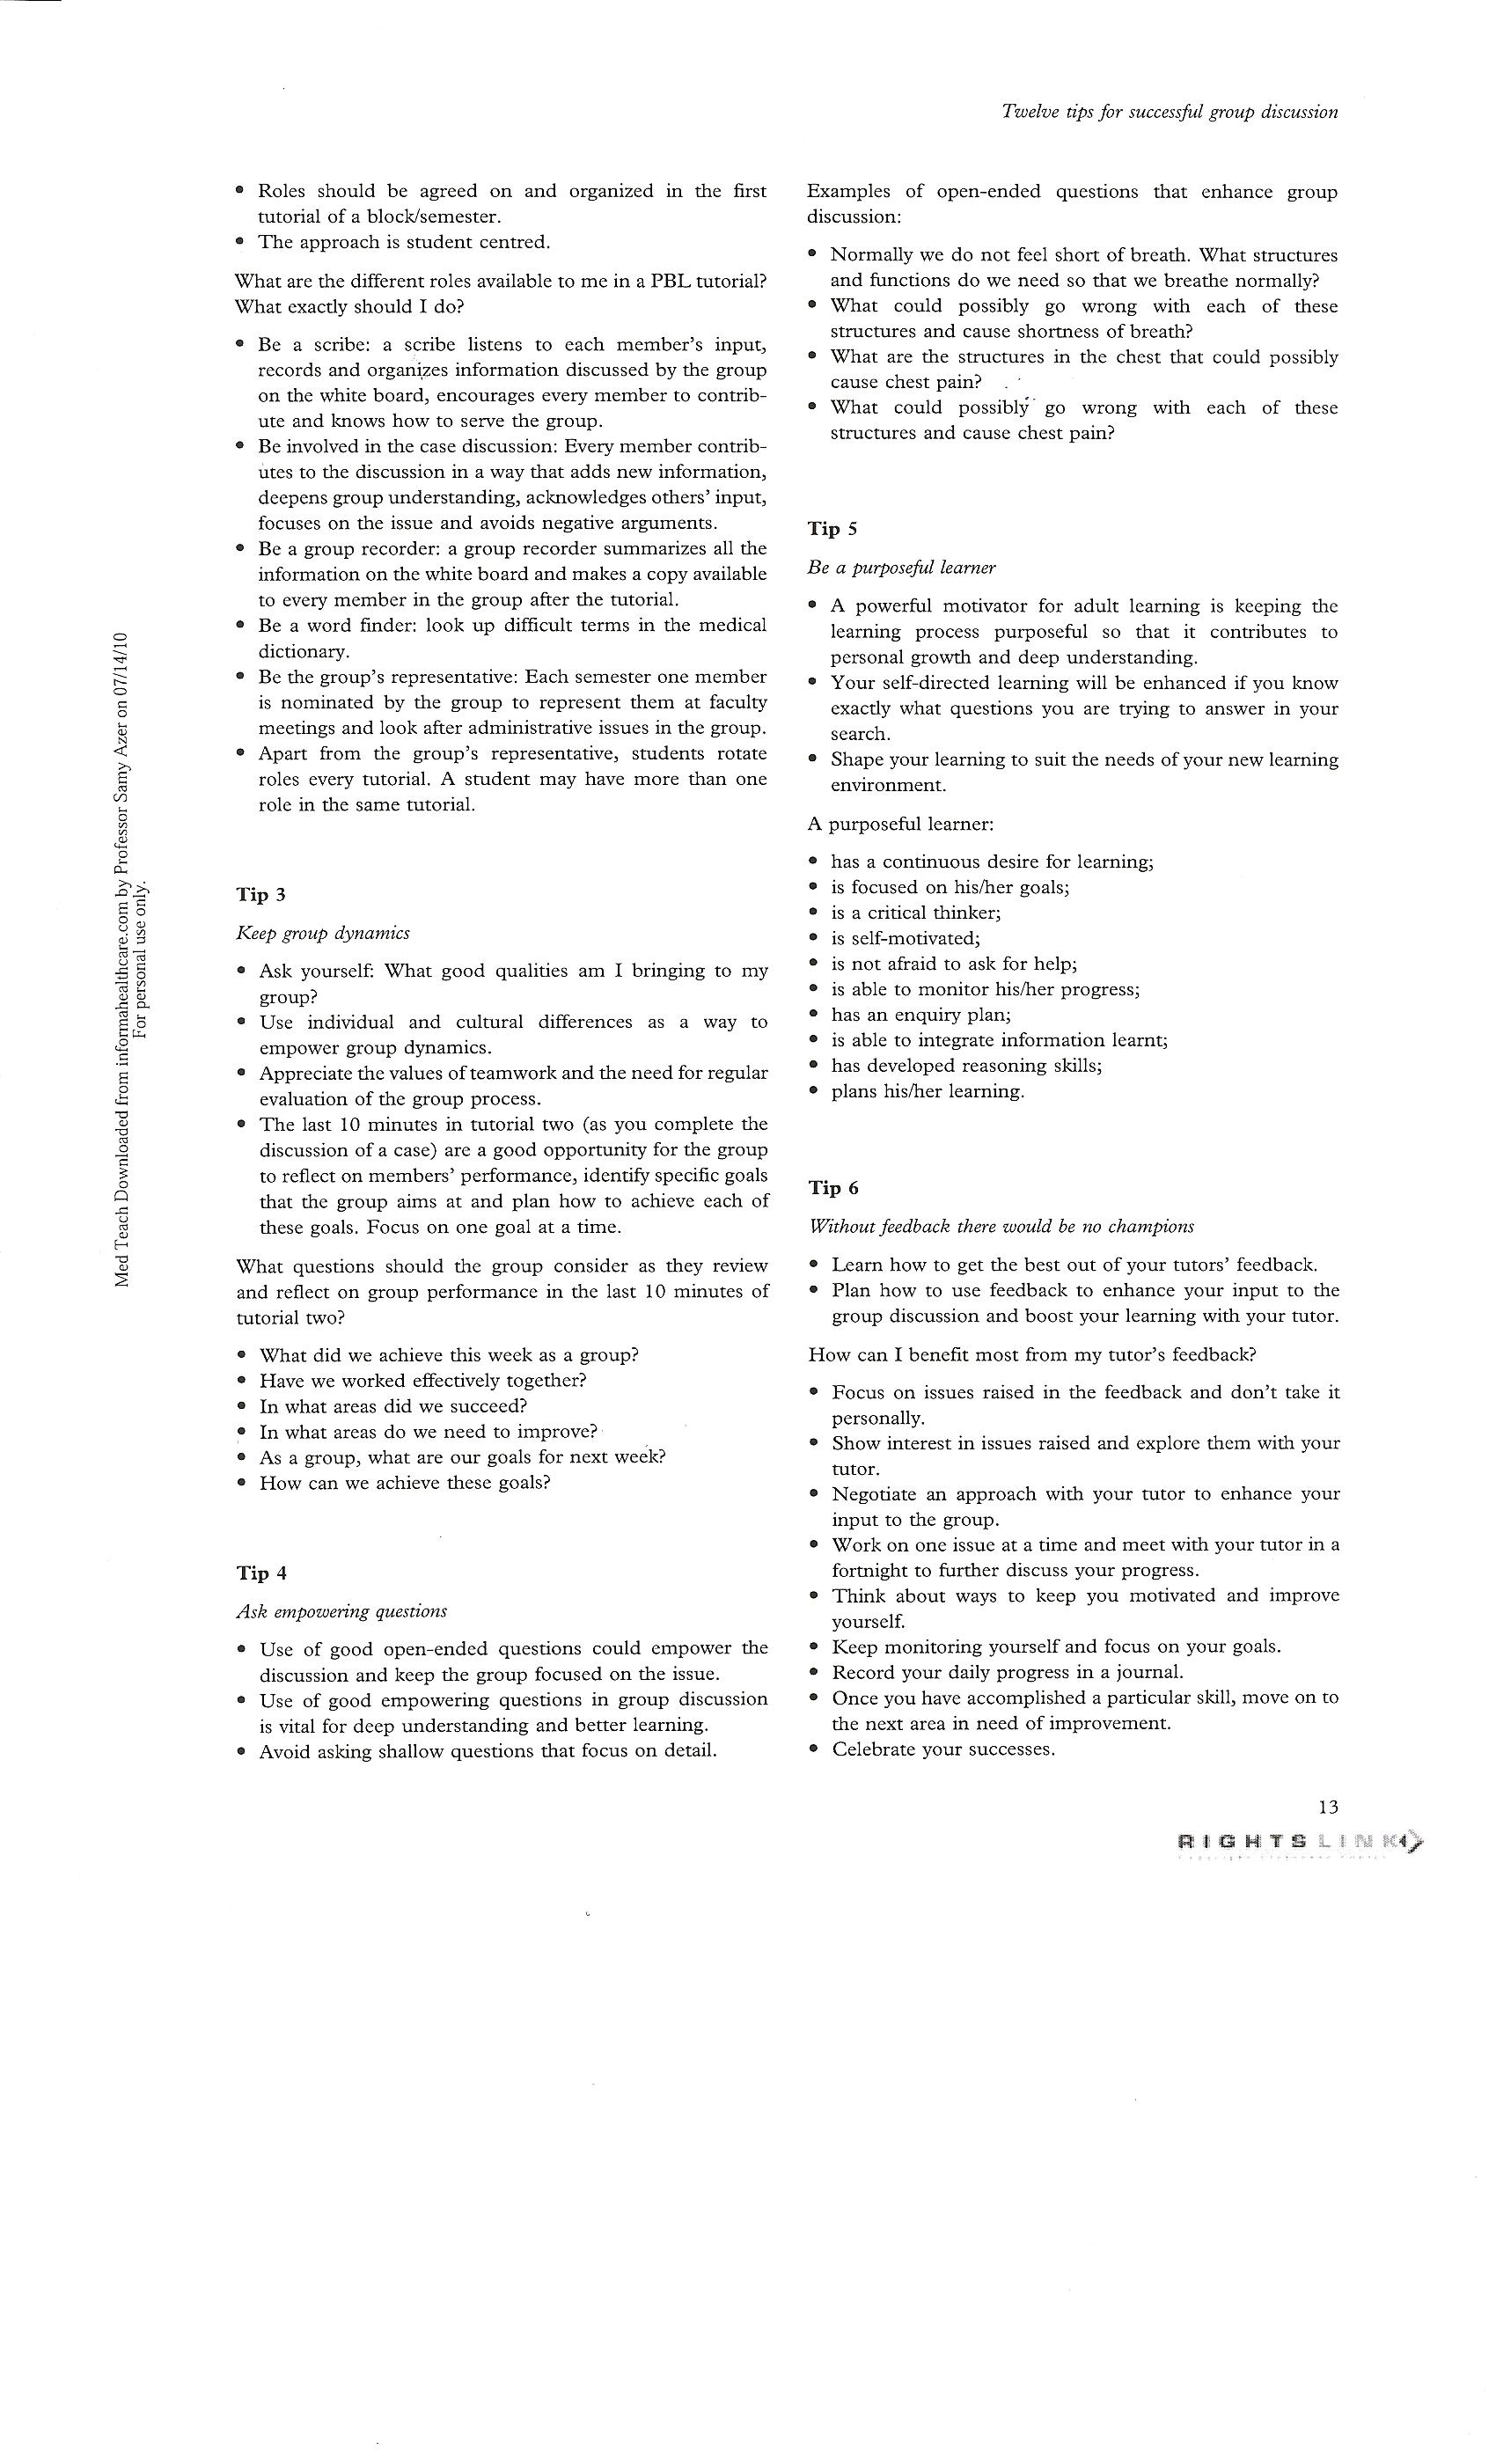 Twelve tips for successful group discussion
• Roles should be agreed on and organized in the first
tutorial of a block/semester.
• The approach is student centred.
What are the different roles available to me in a PBL tutorial?
What exactly should I do?
• Be a scribe: a scribe listens to each member's input,
records and organizes information discussed by the group
on the white board, encourages every member to contrib-
ute and knows how to serve the group.
• Be involved in the case discussion: Every member contrib-
utes to the discussion in a way that adds new information,
deepens group understanding, acknowledges others' input,
focuses on the issue and avoids negative arguments.
• Be a group recorder: a group recorder summarizes all the
information on the white board and makes a copy available
to every member in the group after the tutorial.
• Be a word finder: look up difficult terms in the medical
dictionary.
• Be the group's representative: Each semester one member
is nominated by the group to represent them at faculty
meetings and look after administrative issues in the group.
• Apart from the group's representative, students rotate
roles every tutorial. A student may have more than one
role in the same tutorial.
Tip 3
Keep group dynamics
• Ask yourself: What good qualities am I bringing to my
group?
• Use individual and cultural differences as a way to
empower group dynamics.
• Appreciate the values of teamwork and the need for regular
evaluation of the group process.
• The last 10 minutes in tutorial two (as you complete the
discussion of a case) are a good opportunity for the group
to reflect on members' performance, identify specific goals
that the group aims at and plan how to achieve each of
these goals. Focus on one goal at a time.
What questions should the group consider as they review
and reflect on group performance in the last 10 minutes of
tutorial two?
• What did we achieve this week as a group?
• Have we worked effectively together?
• In what areas did we succeed?
• In what areas do we need to improve?
• As a group, what are our goals for next week?
• How can we achieve these goals?
Tip 4
Ask empowering questions
• Use of good open-ended questions could empower the
discussion and keep the group focused on the issue.
• Use of good empowering questions in group discussion
is vital for deep understanding and better learning.
• Avoid asking shallow questions that focus on detail.
Examples of open-ended questions that enhance group
discussion:
• Normally we do not feel short of breath. What structures
and functions do we need so that we breathe normally?
• What could possibly go wrong with each of these
structures and cause shortness of breath?
• What are the structures in the chest that could possibly
cause chest pain?
• What could possibly go wrong with each of these
structures and cause chest pain?
Tip 5
Be a purposeful learner
• A powerful motivator for adult learning is keeping the
learning process purposeful so that it contributes to
personal growth and deep understanding.
• Your self-directed learning will be enhanced if you know
exactly what questions you are trying to answer in your
search.
• Shape your learning to suit the needs of your new learning
environment.
A purposeful learner:
• has a continuous desire for learning;
• is focused on his/her goals;
• is a critical thinker;
• is self-motivated;
• is not afraid to ask for help;
• is able to monitor his/her progress;
• has an enquiry plan;
• is able to integrate information learnt;
• has developed reasoning skills;
• plans his/her learning.
Tip 6
Without feedback there would be no champions
• Learn how to get the best out of your tutors' feedback.
• Plan how to use feedback to enhance your input to the
group discussion and boost your learning with your tutor.
How can I benefit most from my tutor's feedback?
• Focus on issues raised in the feedback and don't take it
personally.
• Show interest in issues raised and explore them with your
tutor.
• Negotiate an approach with your tutor to enhance your
input to the group.
• Work on one issue at a time and meet with your tutor in a
fortnight to further discuss your progress.
• Think about ways to keep you motivated and improve
yourself.
• Keep monitoring yourself and focus on your goals.
• Record your daily progress in a journal.
• Once you have accomplished a particular skill, move on to
the next area in need of improvement.
• Celebrate your successes.
13
RIGHTSLINK
Med Teach Downloaded from informahealthcare.com by Professor Samy Azer on 07/14/10
For personal use only.